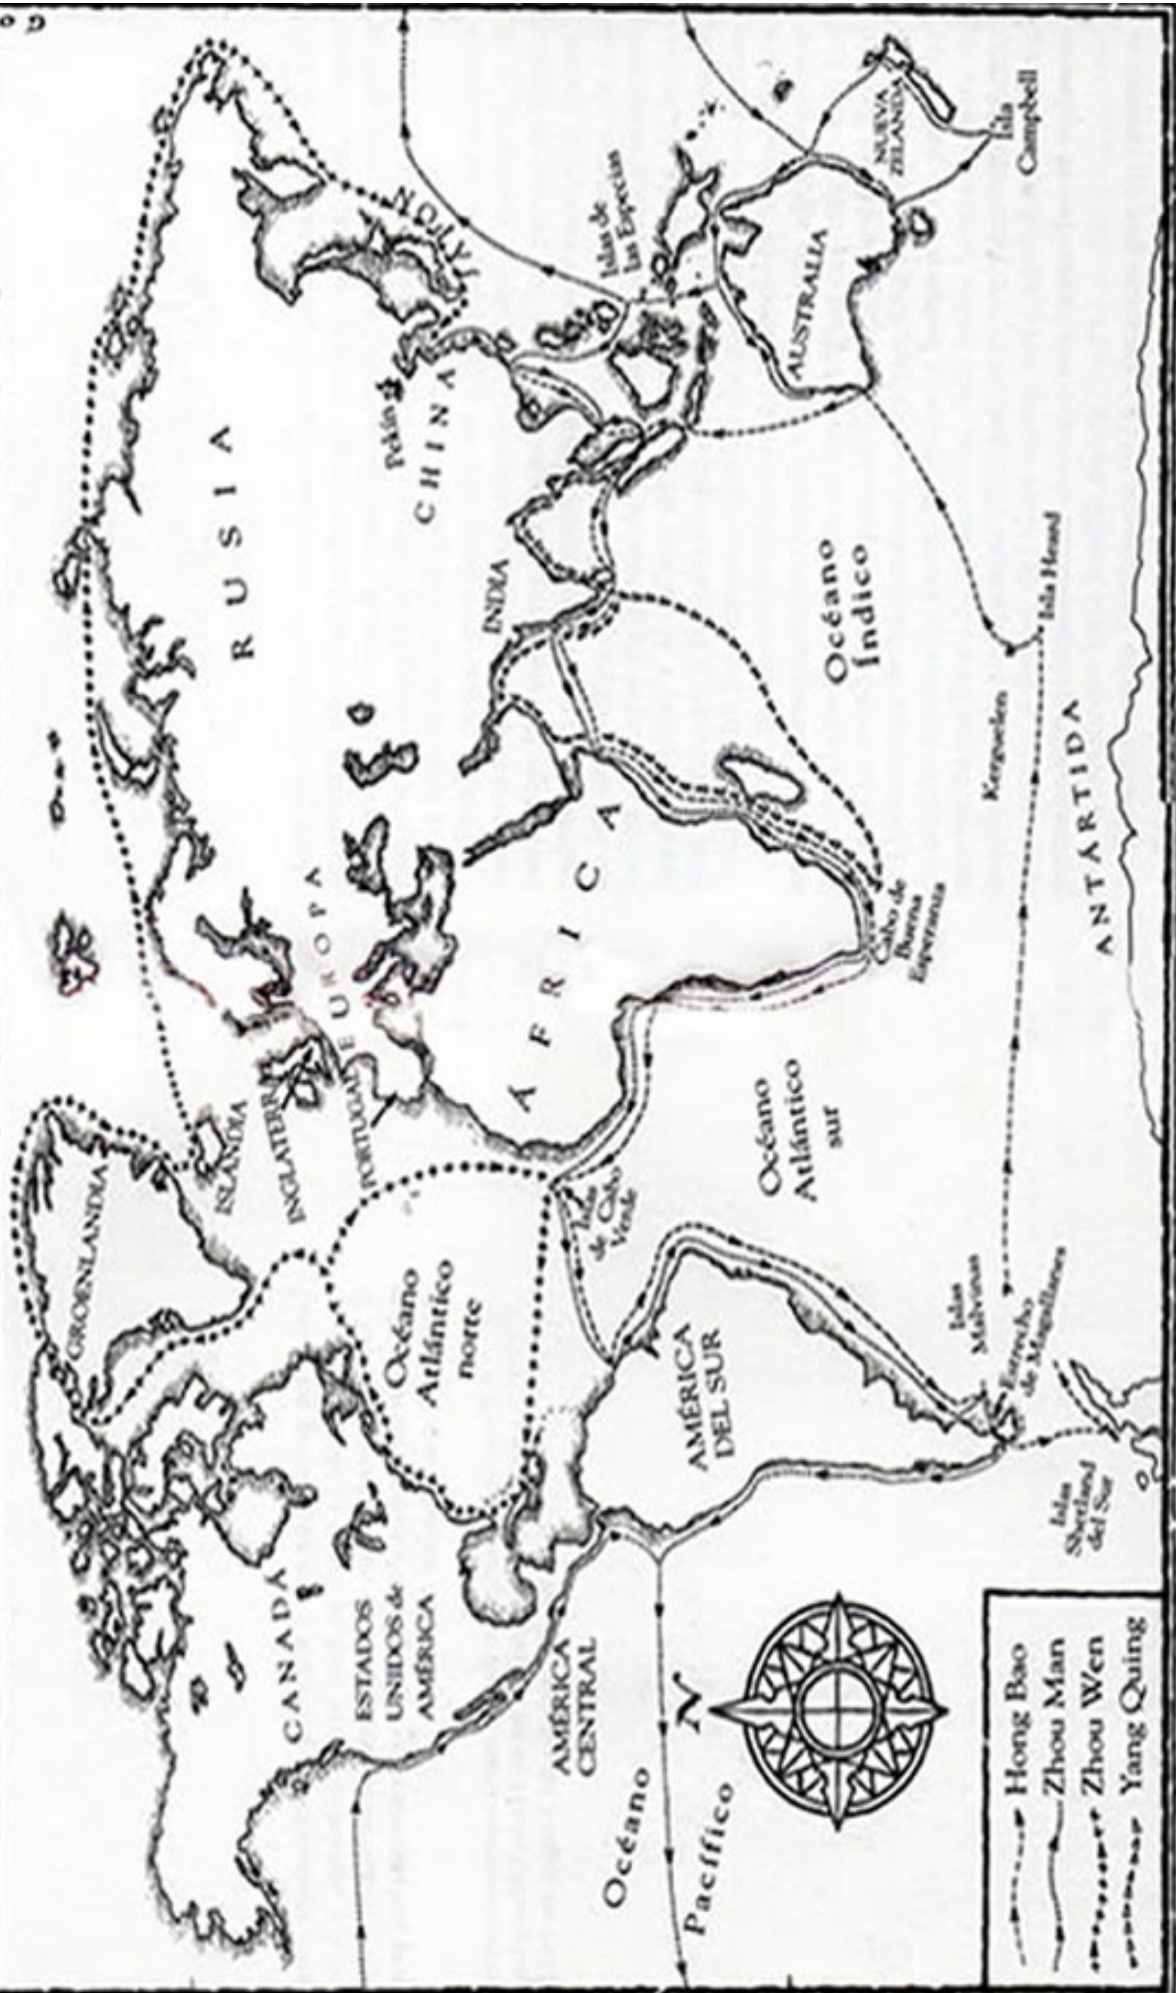 GROENLANDIA
ISLANDIA
INGLATERRA
PORTUGAL
EUROPA
RUSIA
CANADÁ
ESTADOS
UNIDOS de
AMÉRICA
Océano
Atlántico
norte
ÁFRICA
INDIA
CHINA
Pekín
JAPÓN
AMÉRICA
CENTRAL
AMÉRICA
DEL SUR
Islas
de Cabo
Verde
Islas de
las Especias
Océano
Pacífico
N
Océano
Atlántico
sur
Océano
Índico
AUSTRALIA
NUEVA
ZELANDA
Isla
Campbell
Cabo de
Buena
Esperanza
Islas
Malvinas
Estrecho
de Magallanes
Kerguelen
Isla Heard
Islas
Shetland
del Sur
ANTARTIDA
Hong Bao
Zhou Man
Zhou Wen
Yang Quing